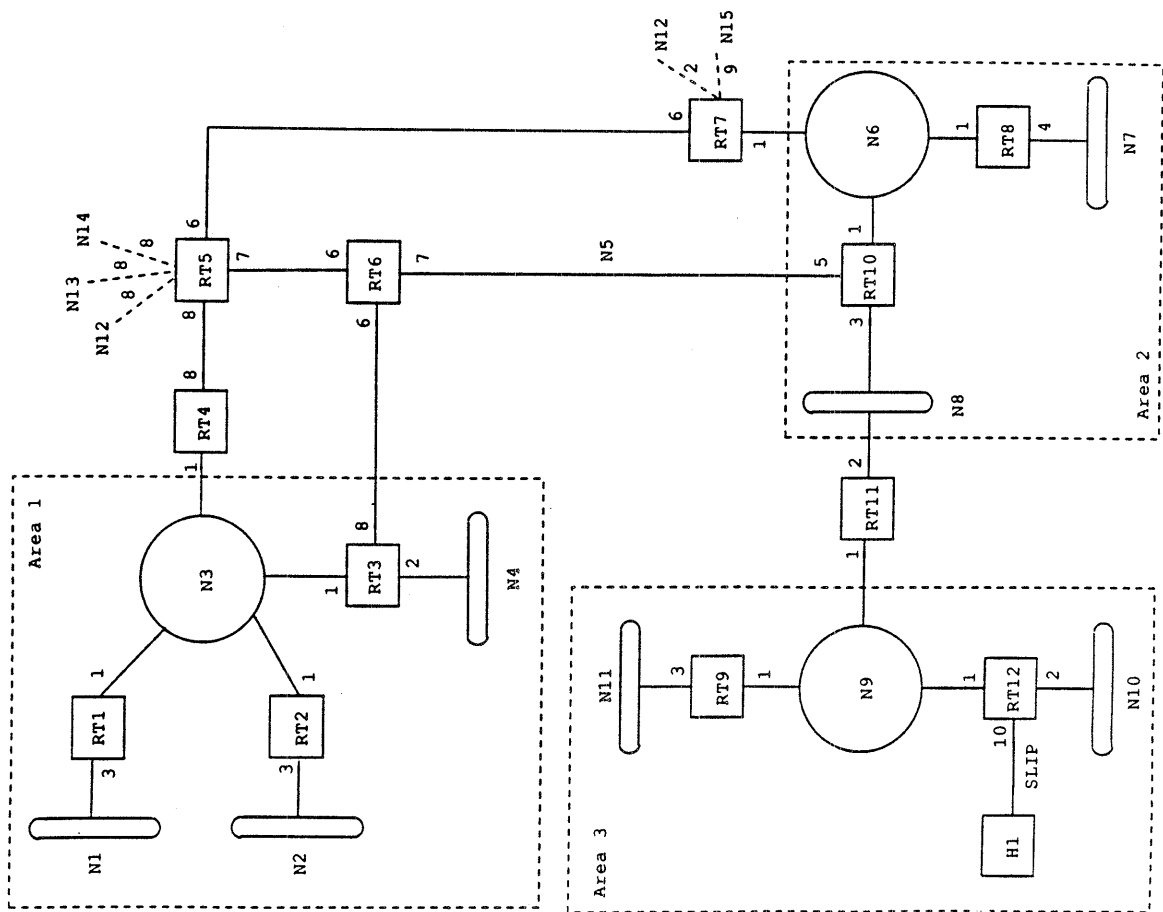 N12
N13
N14
8
8
8
RT5
8
6
7
N12
N15
2
9
6
RT7
1
Area 1
RT4
8
1
N3
1
RT1
3
N1
1
RT2
3
N2
1
RT3
8
2
N4
6
RT6
6
7
N5
5
RT10
1
3
N6
1
RT8
4
N7
N8
Area 2
2
RT11
1
N11
3
RT9
1
N9
1
RT12
2
10
SLIP
H1
N10
Area 3